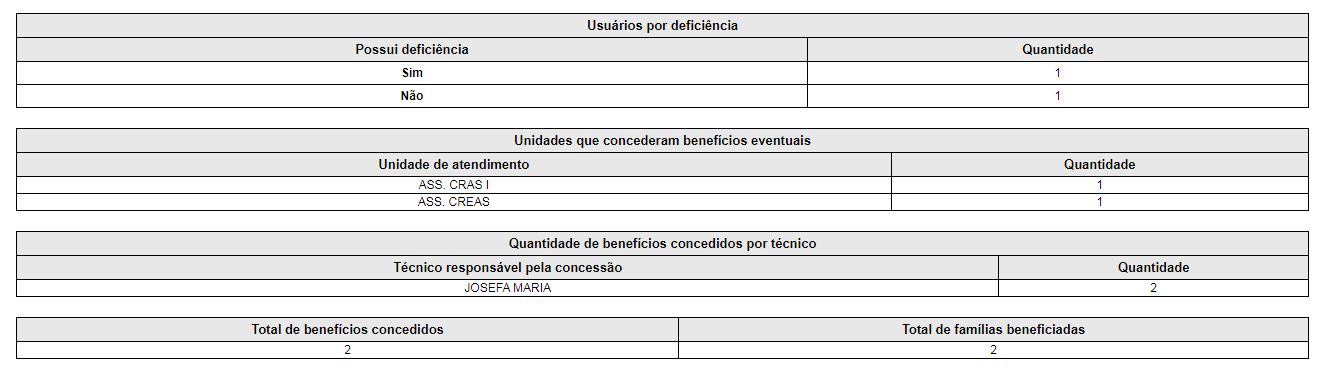 Usuários por deficiência
Possui deficiência Quantidade
Sim 1
Não 1
Unidades que concederam benefícios eventuais
Unidade de atendimento Quantidade
ASS. CRAS I 1
ASS. CREAS 1
Quantidade de benefícios concedidos por técnico
Técnico responsável pela concessão Quantidade
JOSEFA MARIA 2
Total de benefícios concedidos Total de famílias beneficiadas
2 2